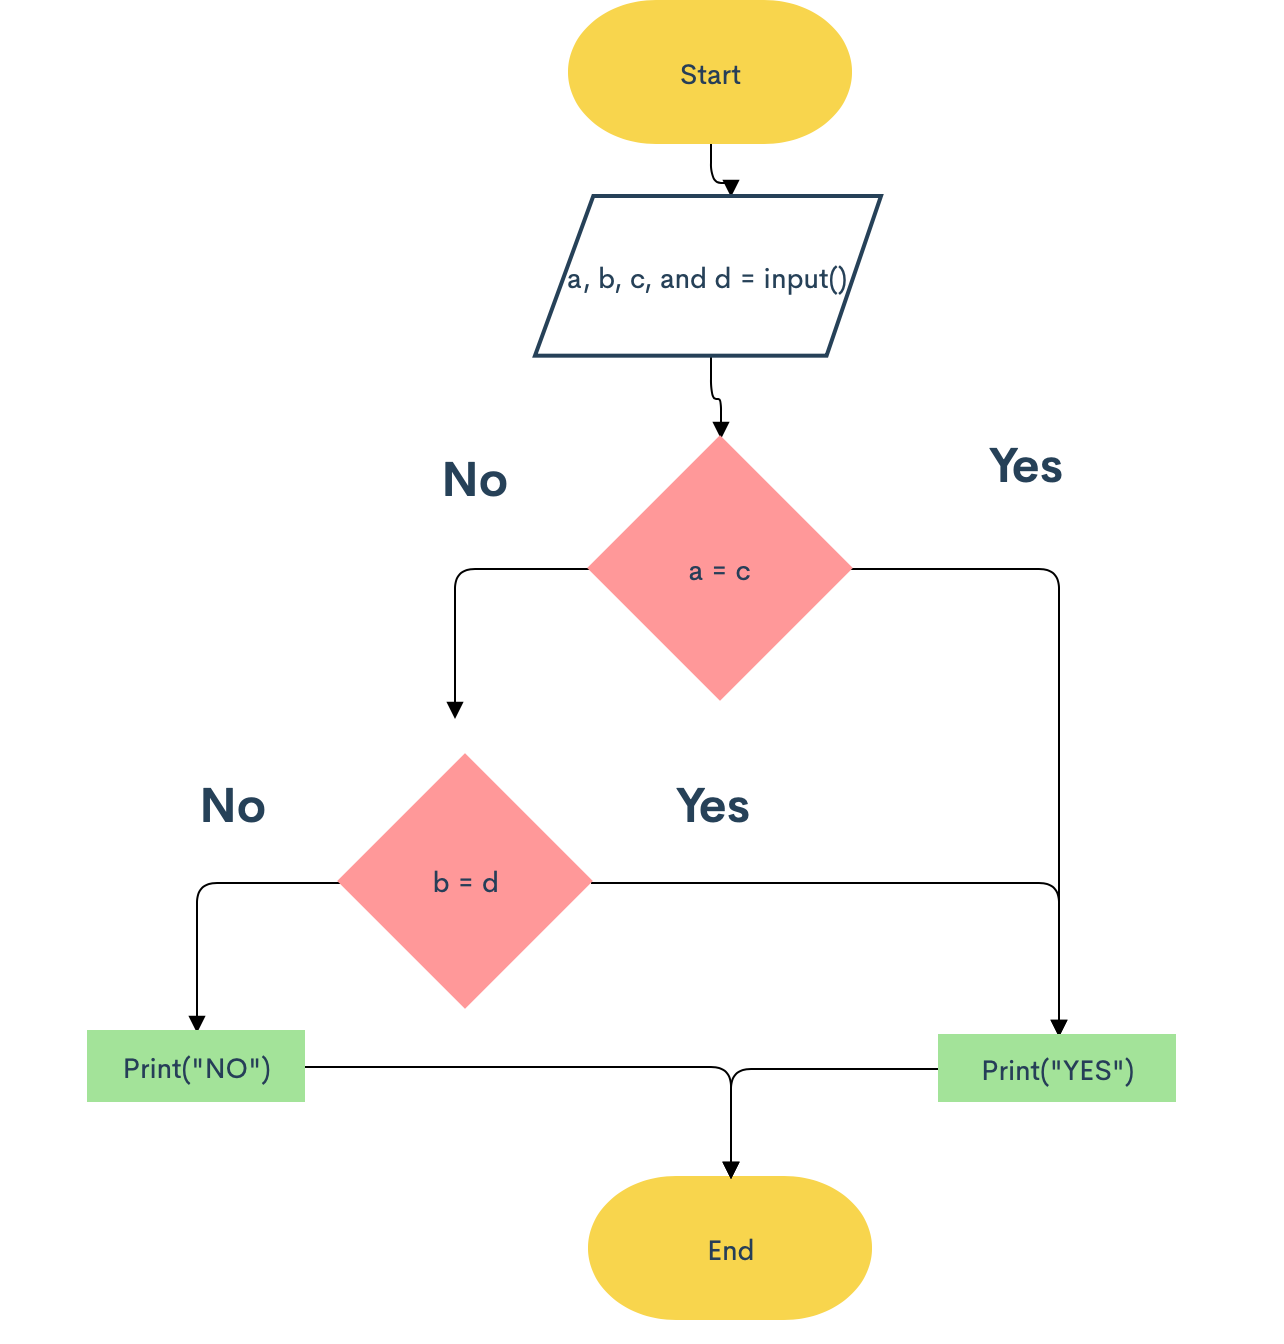 Start
a, b, c, and d = input()
No
Yes
a = c
No
Yes
b = d
Print("NO")
Print("YES")
End